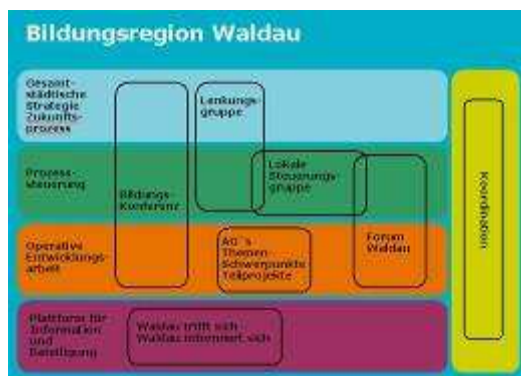 Bildungsregion Waldau
Gesamt-
städtische
Strategie
Zukunfts-
prozess
Lenkungs-
gruppe
Prozess-
steuerung
Bildungs-
Konferenz
Lokale
Steuerungs-
gruppe
Operative
Entwicklungs-
arbeit
AG´s
Themen-
Schwerpunkte
Teilprojekte
Forum
Waldau
Plattform für
Information
und
Beteiligung
Waldau trifft sich
Waldau informiert sich
Koordination